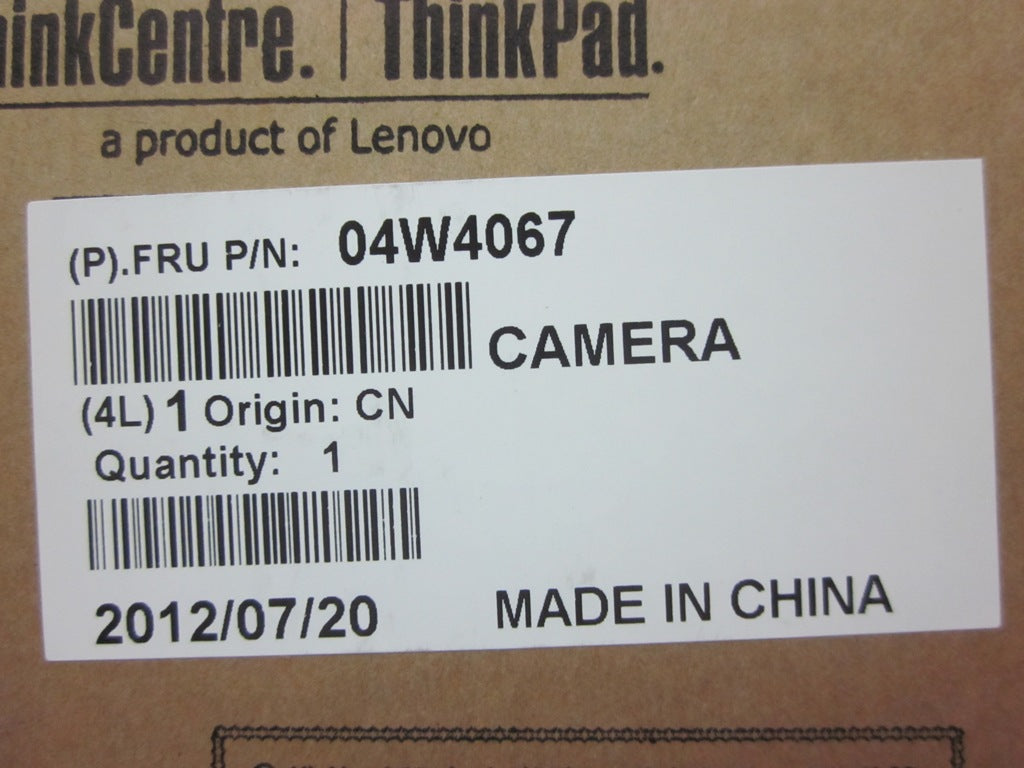 inkCentre. | ThinkPad.
a product of Lenovo
(P).FRU P/N: 04W4067
CAMERA
(4L) 1 Origin: CN
Quantity: 1
2012/07/20 MADE IN CHINA